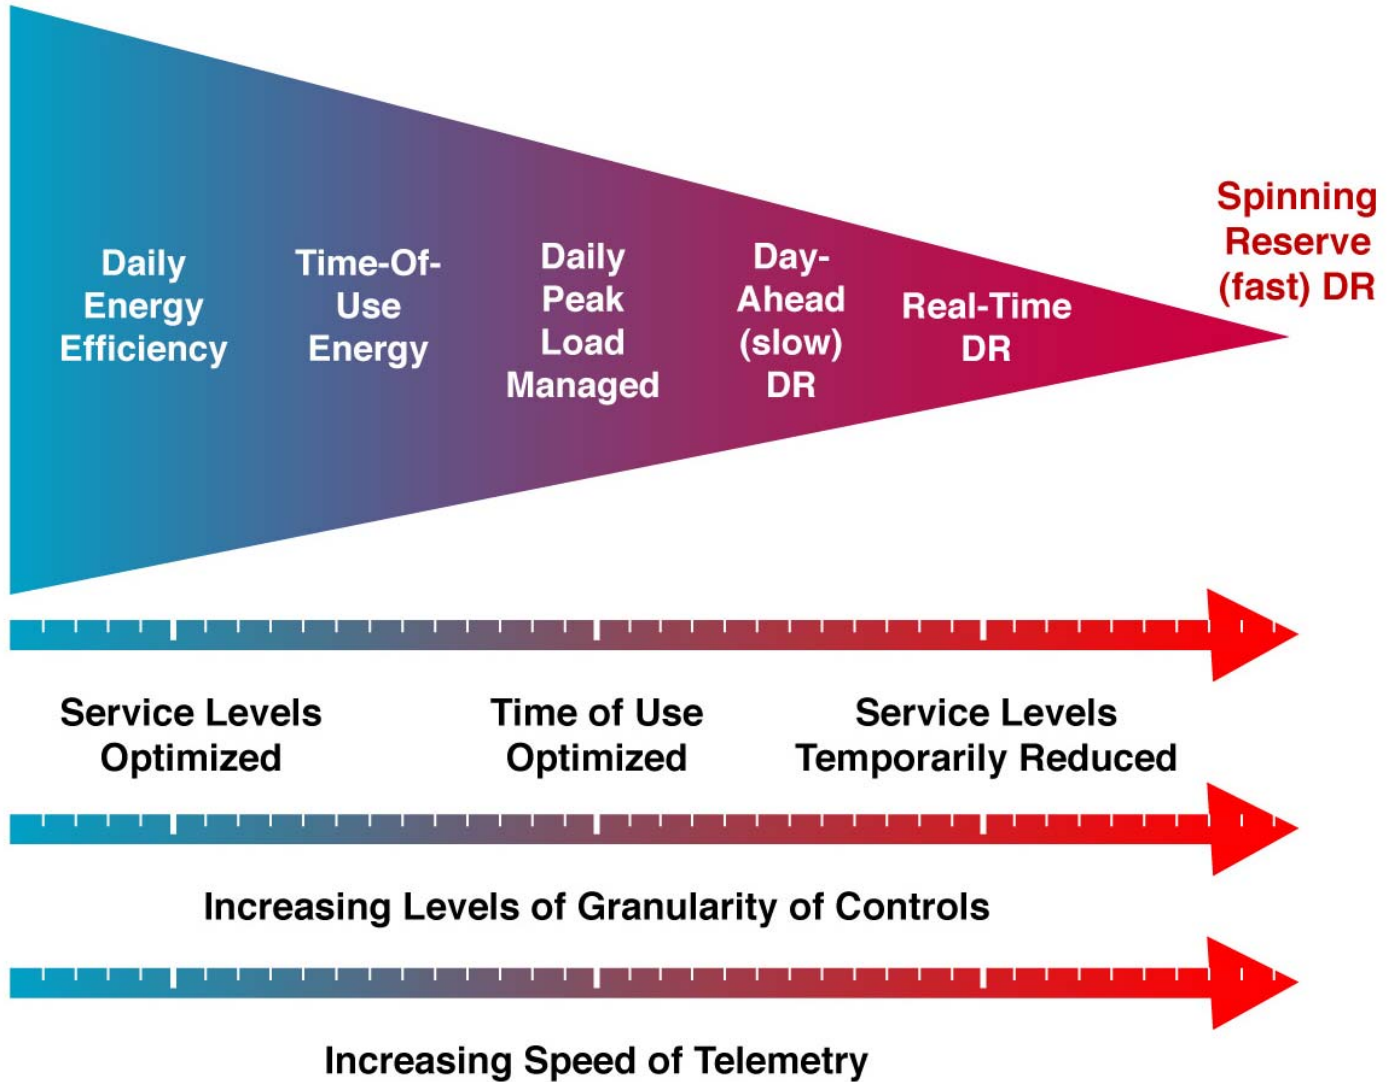 Daily
Energy
Efficiency
Time-Of-
Use
Energy
Daily
Peak
Load
Managed
Day-
Ahead
(slow)
DR
Real-Time
DR
Spinning
Reserve
(fast) DR
Service Levels
Optimized
Time of Use
Optimized
Service Levels
Temporarily Reduced
Increasing Levels of Granularity of Controls
Increasing Speed of Telemetry